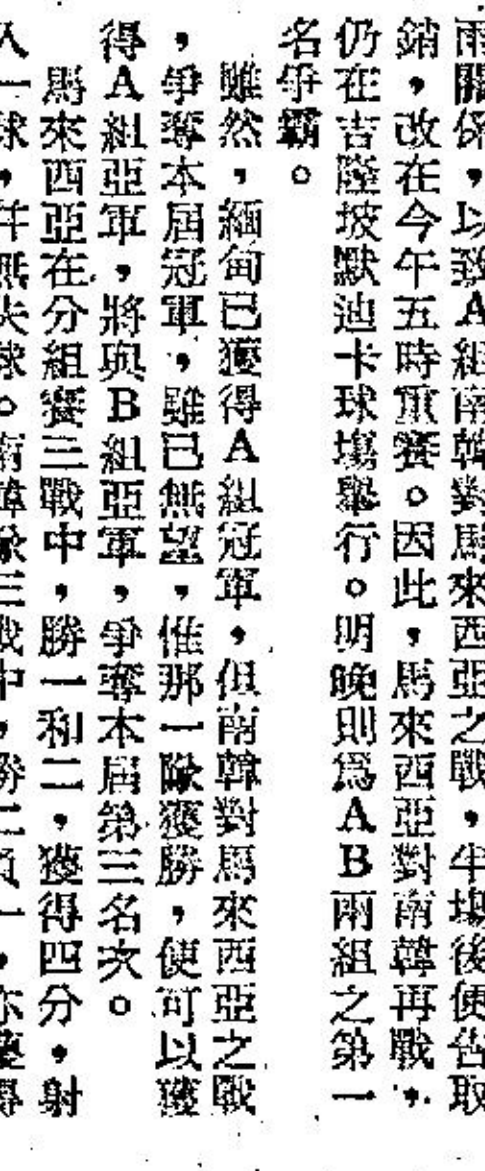 雨關係，以致A組南韓對馬來西亞之戰，半塲後便告取
銷，改在今午五時重賽。因此，馬來西亞對南韓再戰，
仍在吉隆坡默迪卡球塲舉行。明晚則爲AB兩組之第一
名爭霸。
雖然，緬甸已獲得A組冠軍，但南韓對馬來西亞之戰
，爭奪本屆冠軍，雖已無望，惟那一隊獲勝，便可以獲
得A組亞軍，將與B組亞軍，爭奪本屆第三名次。
馬來西亞在分組賽三戰中，勝一和二，獲得四分，射
入一球，幷無失球。南韓於三戰中，勝二負一，亦獲得